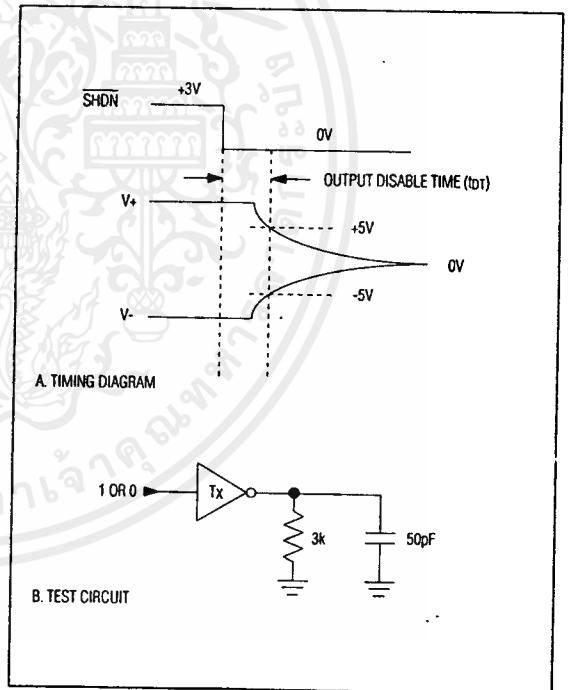 SHDN
+3V
0V
OUTPUT DISABLE TIME (tDT)
V+
+5V
0V
-5V
V-
A. TIMING DIAGRAM
1 OR 0
Tx
3k
50pF
B. TEST CIRCUIT